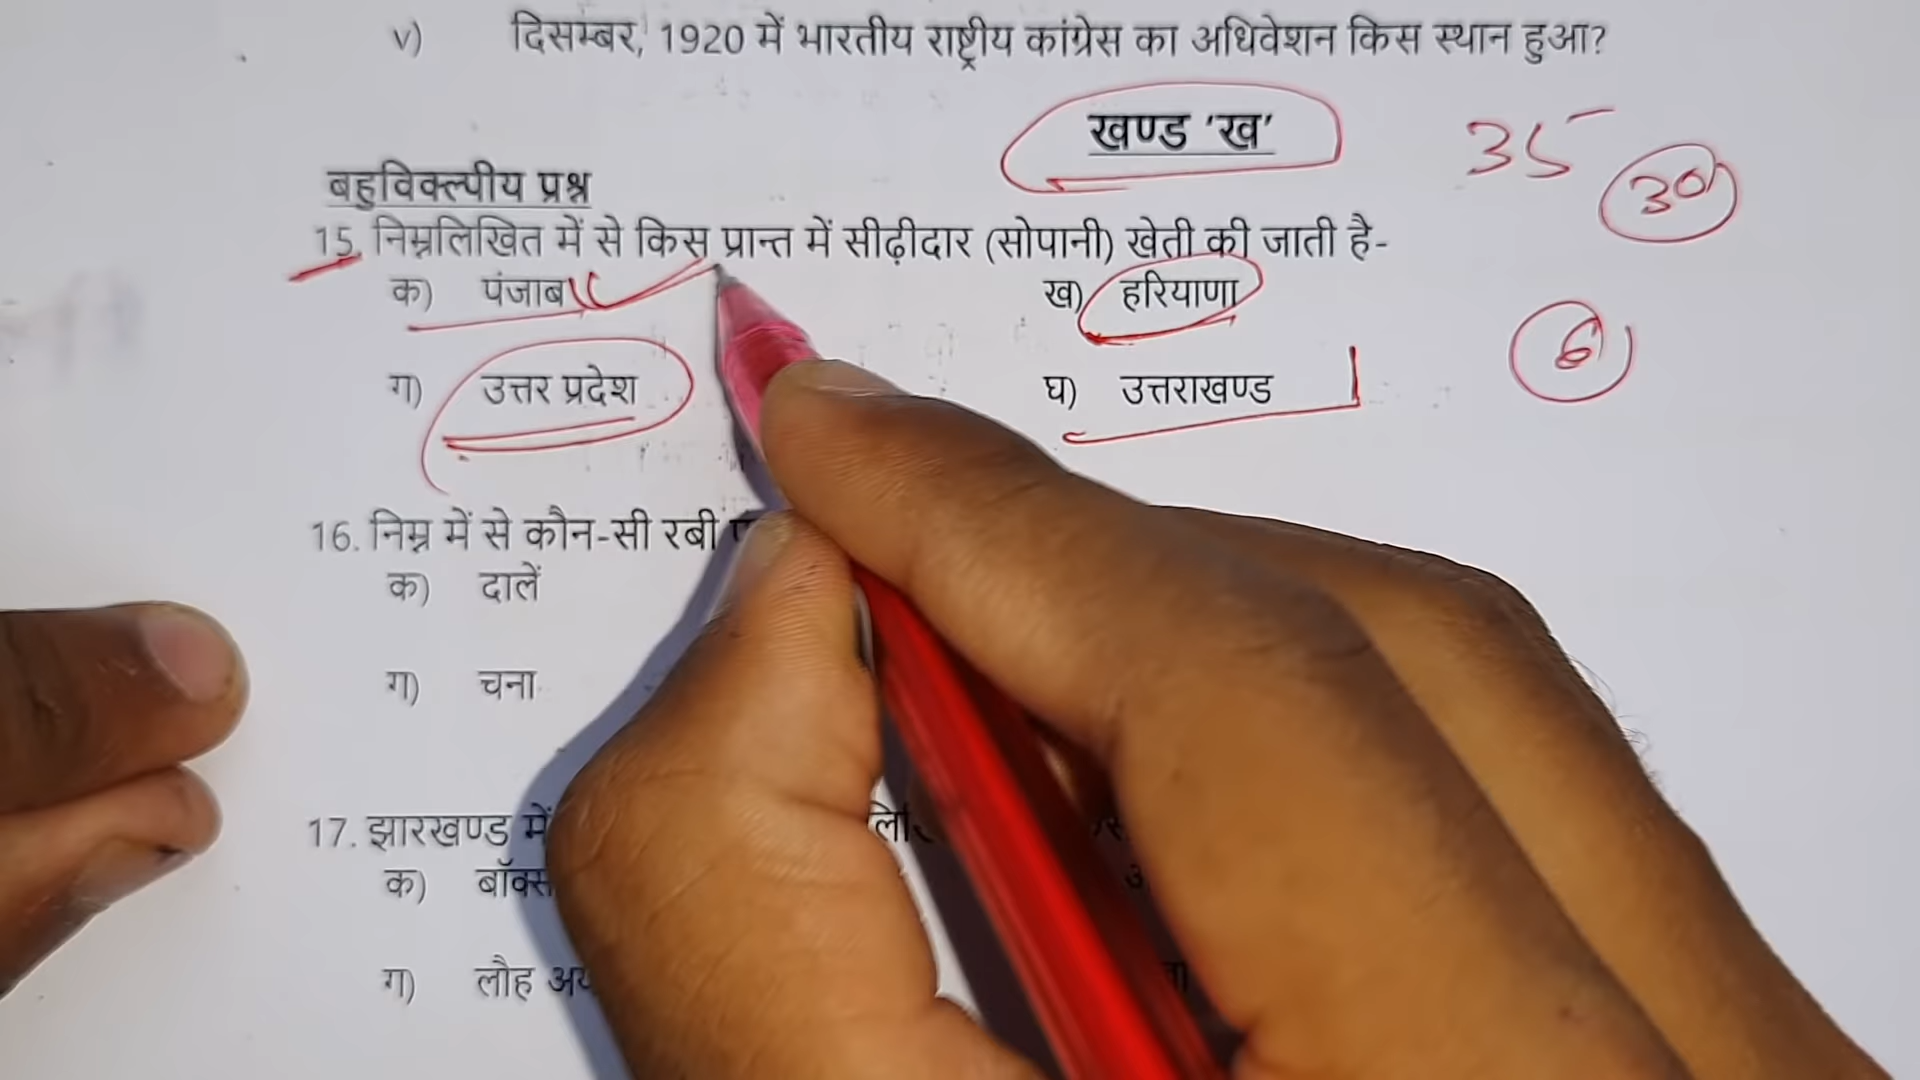 v) दिसम्बर, 1920 में भारतीय राष्ट्रीय कांग्रेस का अधिवेशन किस स्थान हुआ?
खण्ड ‘ख’
35
30
बहुविक्ल्पीय प्रश्न
15. निम्नलिखित में से किस प्रान्त में सीढ़ीदार (सोपानी) खेती की जाती है-
क) पंजाब ख) हरियाणा
6
ग) उत्तर प्रदेश घ) उत्तराखण्ड
16. निम्न में से कौन-सी रबी
क) दालें
ग) चना
17. झारखण्ड में
क)
ग) लौह